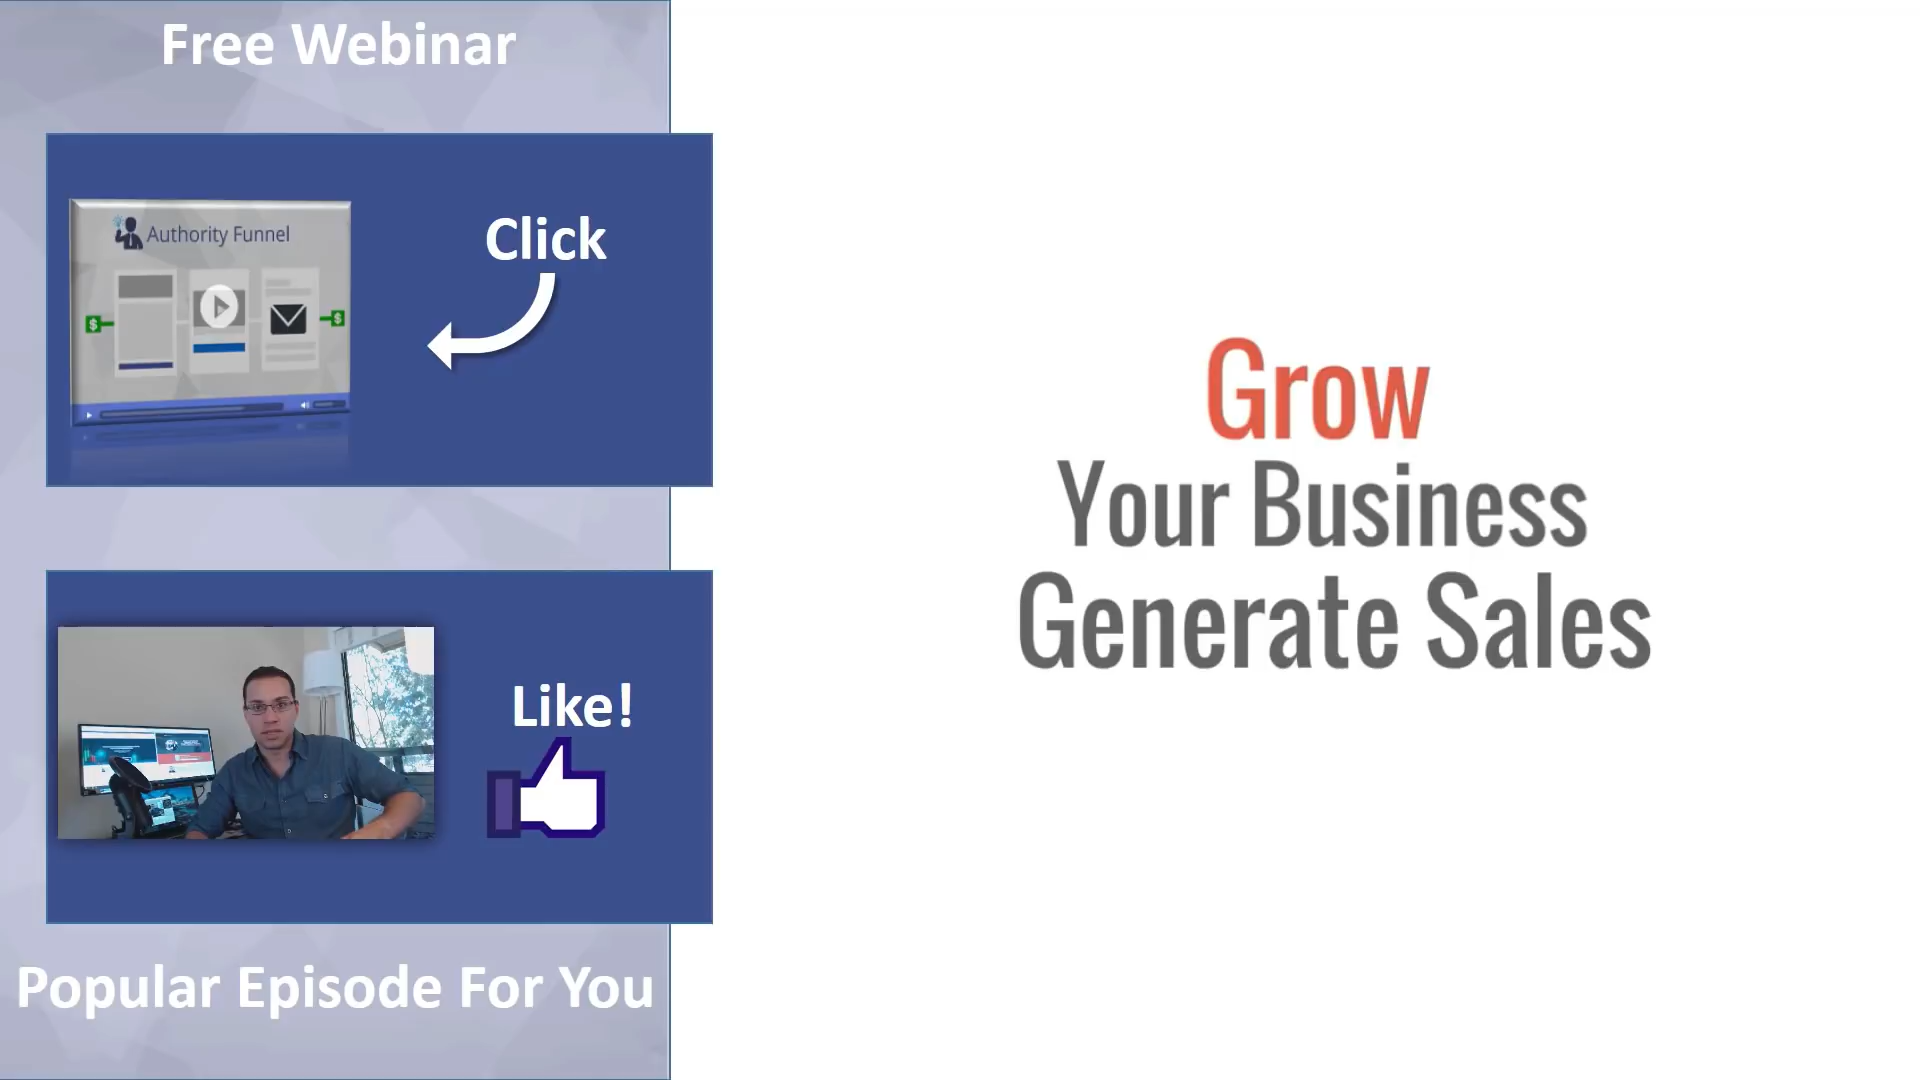 Free Webinar
Authority Funnel
Click
$
$
Like!
Popular Episode For You
Grow
Your Business
Generate Sales